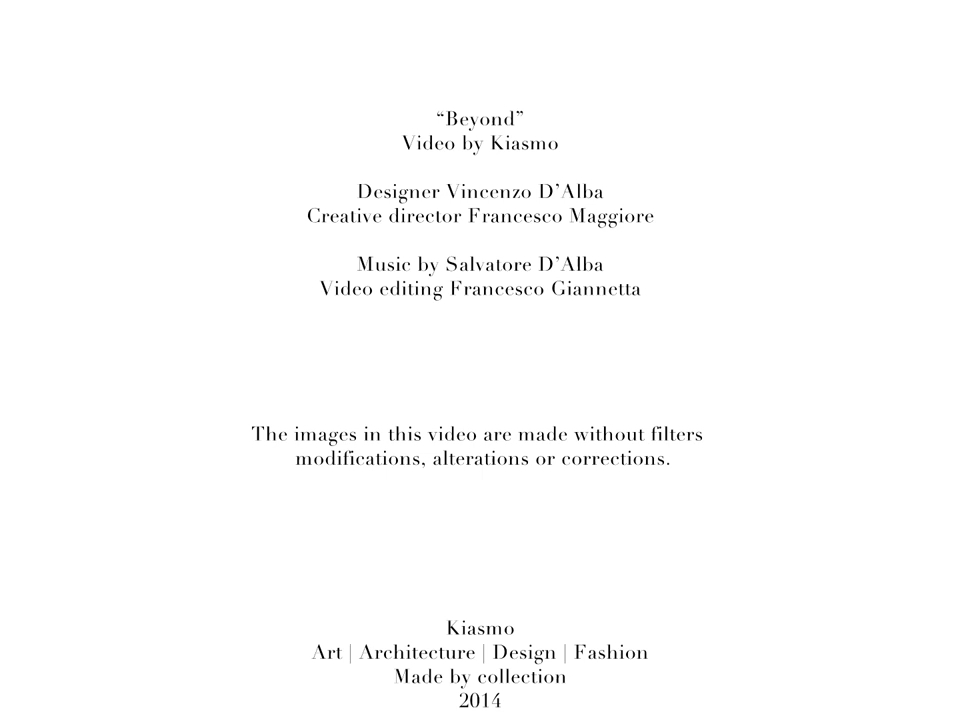 “Beyond”
Video by Kiasmo
Designer Vincenzo D’Alba
Creative director Francesco Maggiore
Music by Salvatore D’Alba
Video editing Francesco Giannetta
The images in this video are made without filters
modifications, alterations or corrections.
Kiasmo
Art | Architecture | Design | Fashion
Made by collection
2014